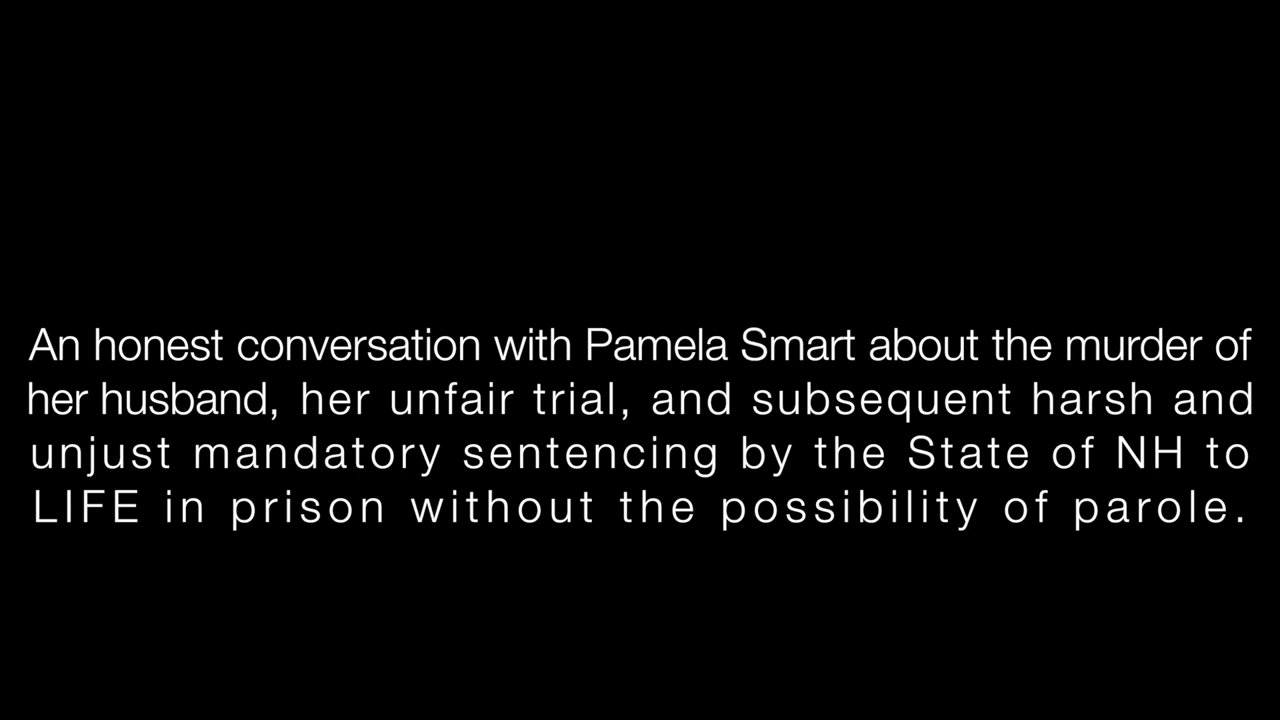 An honest conversation with Pamela Smart about the murder of
her husband, her unfair trial, and subsequent harsh and
unjust mandatory sentencing by the State of NH to
LIFE in prison without the possibility of parole.